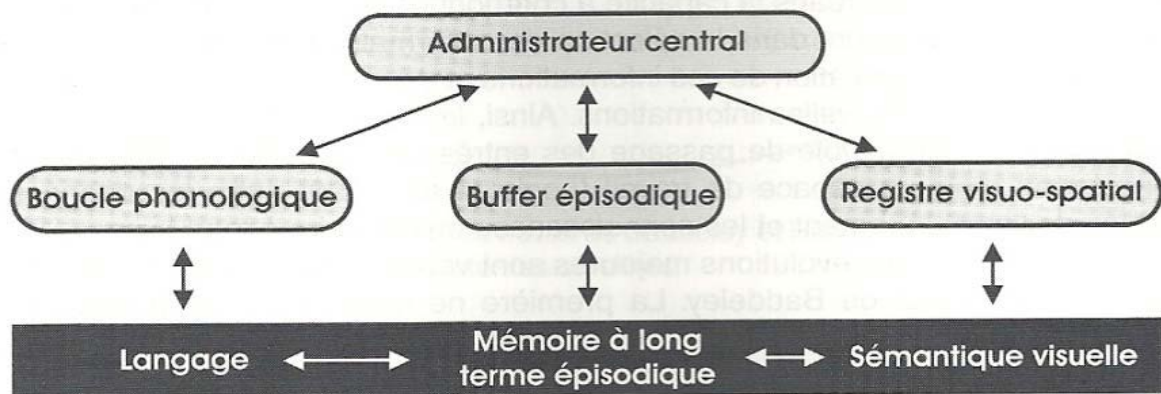 Administrateur central
Boucle phonologique
Buffer épisodique
Registre visuo-spatial
Langage
Mémoire à long
terme épisodique
Sémantique visuelle